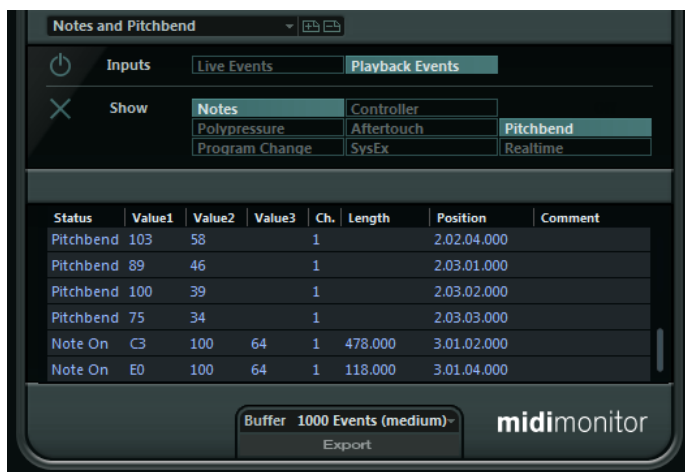 Notes and Pitchbend
Inputs Live Events Playback Events
Show Notes Controller
Polypressure Aftertouch Pitchbend
Program Change SysEx Realtime
Status Value1 Value2 Value3 Ch. Length Position Comment
Pitchbend 103 58 1 2.02.04.000
Pitchbend 89 46 1 2.03.01.000
Pitchbend 100 39 1 2.03.02.000
Pitchbend 75 34 1 2.03.03.000
Note On C3 100 64 1 478.000 3.01.02.000
Note On E0 100 64 1 118.000 3.01.04.000
Buffer 1000 Events (medium)
Export
midimonitor